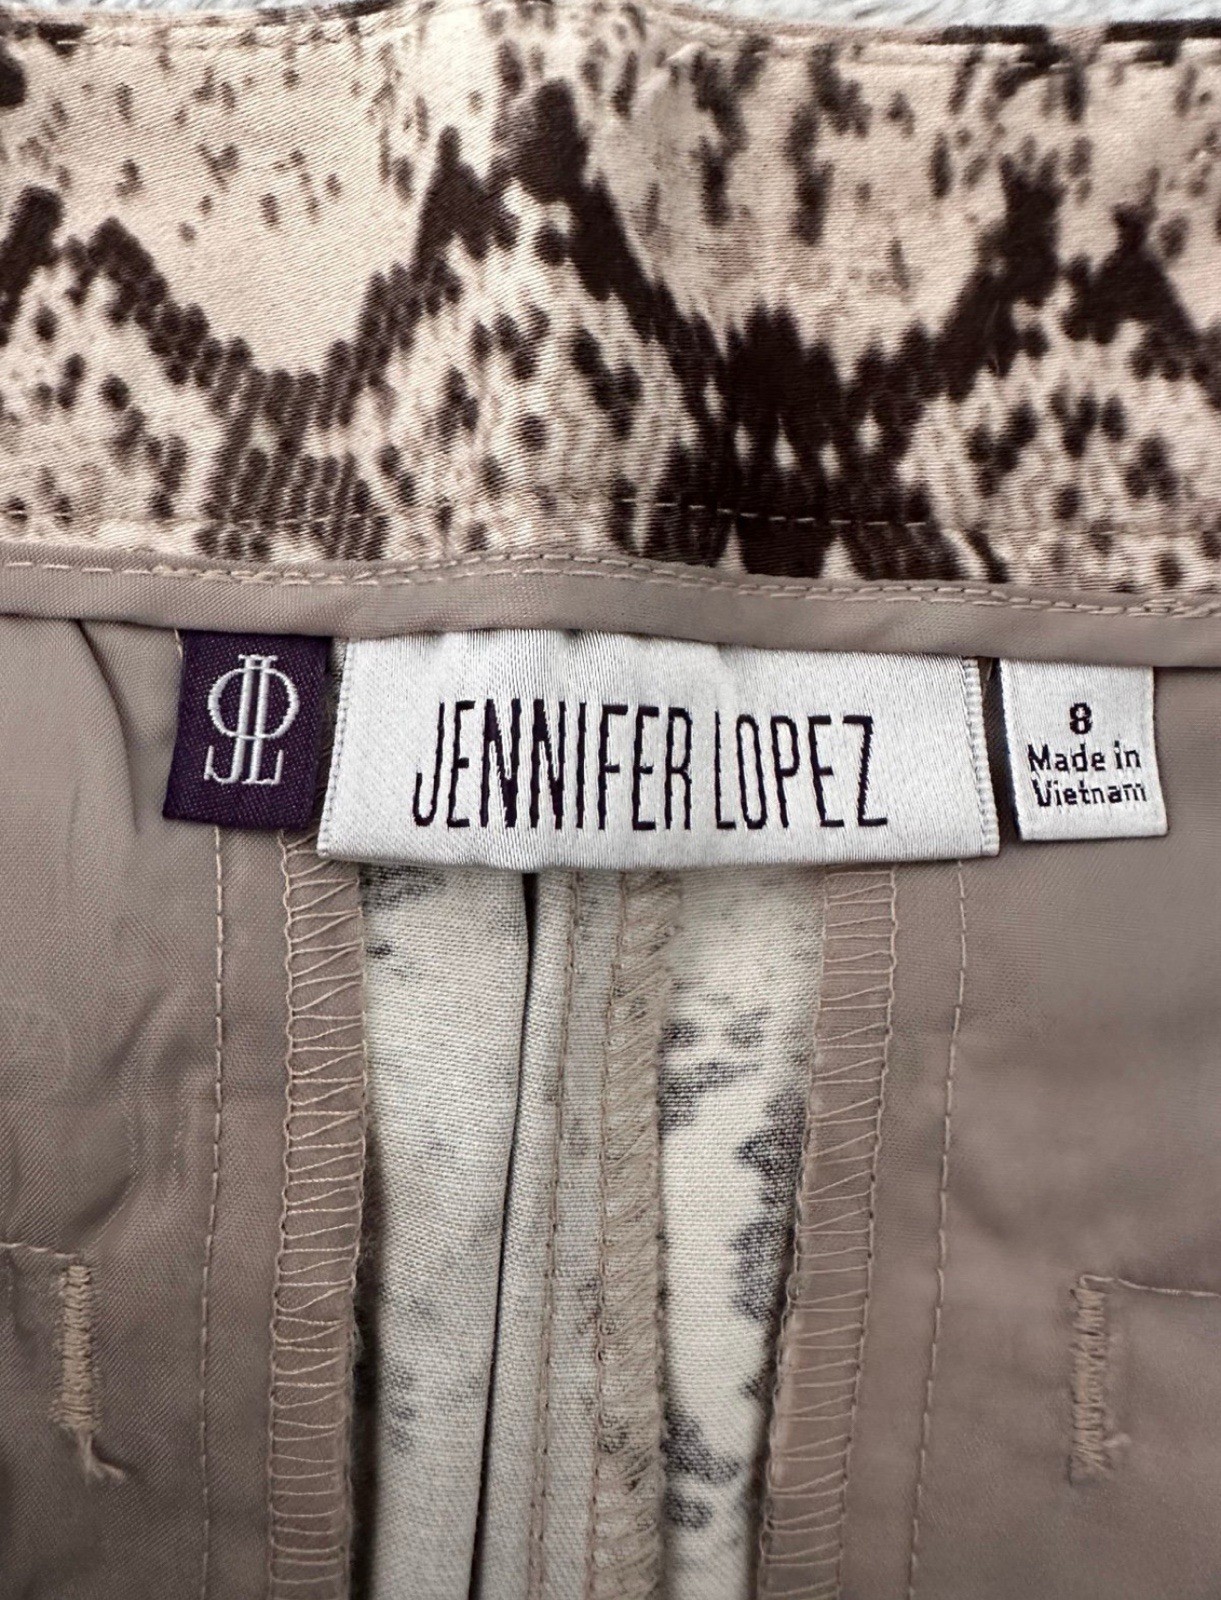 JL
JENNIFER LOPEZ
8
Made in
Vietnam